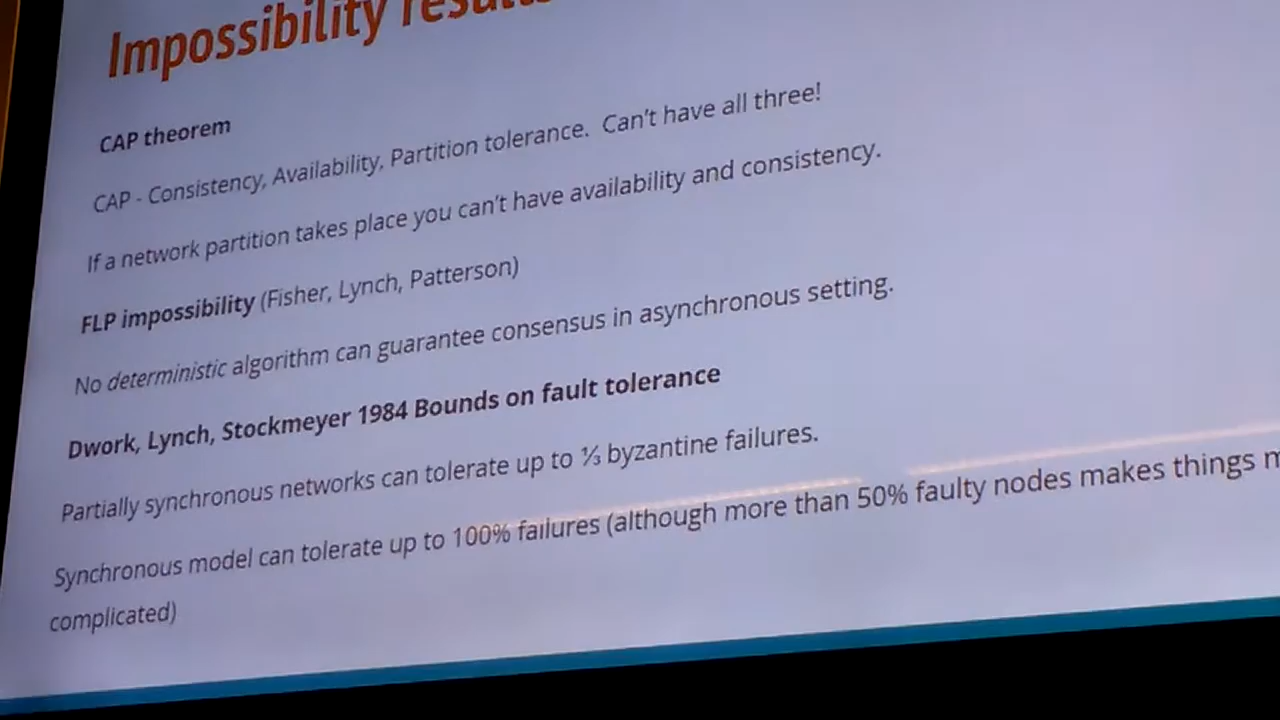 Impossibility results
CAP theorem
CAP - Consistency, Availability, Partition tolerance. Can't have all three!
If a network partition takes place you can't have availability and consistency.
FLP impossibility (Fisher, Lynch, Patterson)
No deterministic algorithm can guarantee consensus in asynchronous setting.
Dwork, Lynch, Stockmeyer 1984 Bounds on fault tolerance
Partially synchronous networks can tolerate up to ⅓ byzantine failures.
Synchronous model can tolerate up to 100% failures (although more than 50% faulty nodes makes things
complicated)